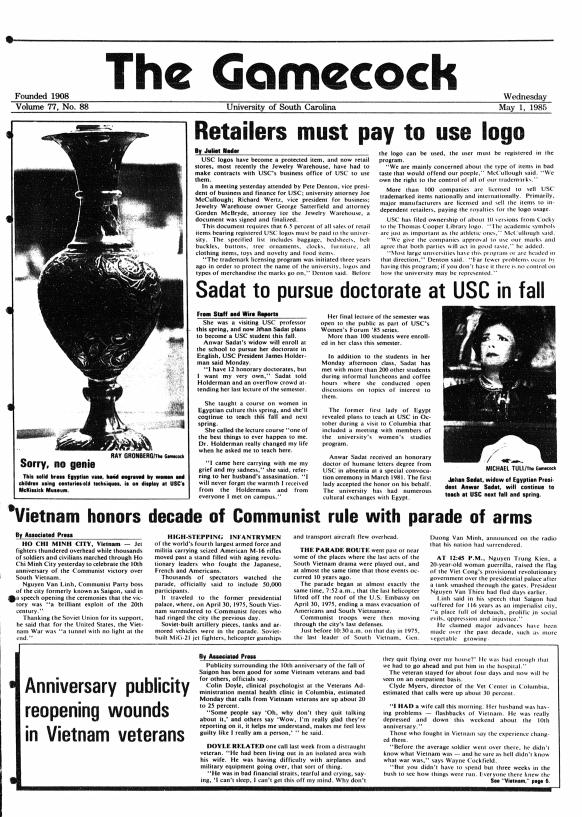 The Gamecock
Founded 1908
Volume 77, No. 88
University of South Carolina
Wednesday
May 1, 1985
RAY GRONBERG/The Gamecock
Sorry, no genie
This solid brass Egyptian vase, hand engraved by women and
children using centuries-old techniques, is on display at USC's
McKissick Museum.
Retailers must pay to use logo
By Juliet Nader
USC logos have become a protected item, and now retail
stores, most recently the Jewelry Warehouse, have had to
make contracts with USC's business office of USC to use
them.
In a meeting yesterday attended by Pete Denton, vice presi-
dent of business and finance for USC; university attorney Joe
McCullough; Richard Wertz, vice president for business;
Jewelry Warehouse owner George Satterfield and attorney
Gorden McBryde, attorney for the Jewelry Warehouse, a
document was signed and finalized.
This document requires that 6.5 percent of all sales of retail
items bearing registered USC logos must be paid to the univer-
sity. The specified list includes baggage, bedsheets, belt
buckles, buttons, tree ornaments, clocks, furniture, all
clothing items, toys and novelty and food items.
"The trademark licensing program was initiated three years
ago in order to protect the name of the university, logos and
types of merchandise the marks go on," Denton said. Before
the logo can be used, the user must be registered in the
program.
"We are mainly concerned about the type of items in bad
taste that would offend our poeple," McCullough said. "We
own the right to the control of all of our trademarks."
More than 100 companies are licensed to sell USC
trademarked items nationally and internationally. Primarily,
major manufacturers are licensed and sell the items to in-
dependent retailers, paying the royalties for the logo usage.
USC has filed ownership of about 10 versions from Cocky
to the Thomas Cooper Library logo. "The academic symbols
are just as important as the athletic ones," McCullough said.
"We give the companies approval to use our marks and
agree that both parties will act in good taste," he added.
"Most large universities have this program or are headed in
that direction," Denton said. "Far fewer problems occur by
having this program; if you don't have it there is no control on
how the university may be represented."
Sadat to pursue doctorate at USC in fall
From Staff and Wire Reports
She was a visiting USC professor
this spring, and now Jehan Sadat plans
to become a USC student this fall.
Anwar Sadat's widow will enroll at
the school to pursue her doctorate in
English, USC President James Holder-
man said Monday.
"I have 12 honorary doctorates, but
I want my very own," Sadat told
Holderman and an overflow crowd at-
tending her last lecture of the semester.
She taught a course on women in
Egyptian culture this spring, and she'll
continue to teach this fall and next
spring.
She called the lecture course "one of
the best things to ever happen to me.
Dr. Holderman really changed my life
when he asked me to teach here.
"I came here carrying with me my
grief and my sadness," she said, refer-
ring to her husband's assassination. "I
will never forget the warmth I received
from the Holdermans and from
everyone I met on campus."
Her final lecture of the semester was
open to the public as part of USC's
Women's Forum '85 series.
More than 100 students were enroll-
ed in her class this semester.
In addition to the students in her
Monday afternoon class, Sadat has
met with more than 200 other students
during informal luncheons and coffee
hours where she conducted open
discussions on topics of interest to
them.
The former first lady of Egypt
revealed plans to teach at USC in Oc-
tober during a visit to Columbia that
included a meeting with members of
the university's women's studies
program.
Anwar Sadat received an honorary
doctor of humane letters degree from
USC in absentia at a special convoca-
tion ceremony in March 1981. The first
lady accepted the honor on his behalf.
The university has had numerous
cultural exchanges with Egypt.
MICHAEL TULL/The Gamecock
Jehan Sadat, widow of Egyptian Presi-
dent Anwar Sadat, will continue to
teach at USC next fall and spring.
Vietnam honors decade of Communist rule with parade of arms
By Associated Press
HO CHI MINH CITY, Vietnam — Jet
fighters thundered overhead while thousands
of soldiers and civilians marched through Ho
Chi Minh City yesterday to celebrate the 10th
anniversary of the Communist victory over
South Vietnam.
Nguyen Van Linh, Communist Party boss
of the city formerly known as Saigon, said in
a speech opening the ceremonies that the vic-
tory was "a brilliant exploit of the 20th
century."
Thanking the Soviet Union for its support,
he said that for the United States, the Viet-
nam War was "a tunnel with no light at the
end."
HIGH-STEPPING INFANTRYMEN
of the world's fourth largest armed force and
militia carrying seized American M-16 rifles
moved past a stand filled with aging revolu-
tionary leaders who fought the Japanese,
French and Americans.
Thousands of spectators watched the
parade, officially said to include 50,000
participants.
It traveled to the former presidential
palace, where, on April 30, 1975, South Viet-
nam surrendered to Communist forces who
had ringed the city the previous day.
Soviet-built artillery pieces, tanks and ar-
mored vehicles were in the parade. Soviet-
built MiG-21 jet fighters, helicopter gunships
and transport aircraft flew overhead.
THE PARADE ROUTE went past or near
some of the places where the last acts of the
South Vietnam drama were played out, and
at almost the same time that those events oc-
curred 10 years ago.
The parade began at almost exactly the
same time, 7:52 a.m., that the last helicopter
lifted off the roof of the U.S. Embassy on
April 30, 1975, ending a mass evacuation of
Americans and South Vietnamese.
Communist troops were then moving
through the city's last defenses.
Just before 10:30 a.m. on that day in 1975,
the last leader of South Vietnam, Gen.
Duong Van Minh, announced on the radio
that his nation had surrendered.
AT 12:45 P.M., Nguyen Trung Kien, a
20-year-old woman guerrilla, raised the flag
of the Viet Cong's provisional revolutionary
government over the presidential palace after
a tank smashed through the gates. President
Nguyen Van Thieu had fled days earlier.
Linh said in his speech that Saigon had
suffered for 116 years as an imperialist city,
a "place full of debauch, prolific in social
evils, oppression and injustice."
He claimed major advances have been
made over the past decade, such as more
vegetable growing
Anniversary publicity
reopening wounds
in Vietnam veterans
By Associated Press
Publicity surrounding the 10th anniversary of the fall of
Saigon has been good for some Vietnam veterans and bad
for others, officials say.
Colin Doyle, clinical psychologist at the Veterans Ad-
ministration mental health clinic in Columbia, estimated
Monday that calls from Vietnam veterans are up about 20
to 25 percent.
"Some people say 'Oh, why don't they quit talking
about it,' and others say 'Wow, I'm really glad they're
reporting on it, it helps me understand, makes me feel less
guilty like I really am a person,' " he said.
DOYLE RELATED one call last week from a distraught
veteran. "He had been living out in an isolated area with
his wife. He was having difficulty with airplanes and
military equipment going over, that sort of thing.
"He was in bad financial straits, tearful and crying, say-
ing, 'I can't sleep, I can't get this off my mind. Why don't
they quit flying over my house?' He was bad enough that
we had to go ahead and put him in the hospital."
The veteran stayed for about four days and now will be
seen on an outpatient basis.
Clyde Myers, director of the Vet Center in Columbia,
estimated that calls were up about 30 percent.
"I HAD a wife call this morning. Her husband was hav-
ing problems — flashbacks of Vietnam. He was really
depressed and down this weekend about the 10th
anniversary."
Those who fought in Vietnam say the experience chang-
ed them.
"Before the average soldier went over there, he didn't
know what Vietnam was — and he sure as hell didn't know
what war was," says Wayne Cockfield.
"But you didn't have to spend but three weeks in the
bush to see how things were run. Everyone there knew the
See "Vietnam," page 6.